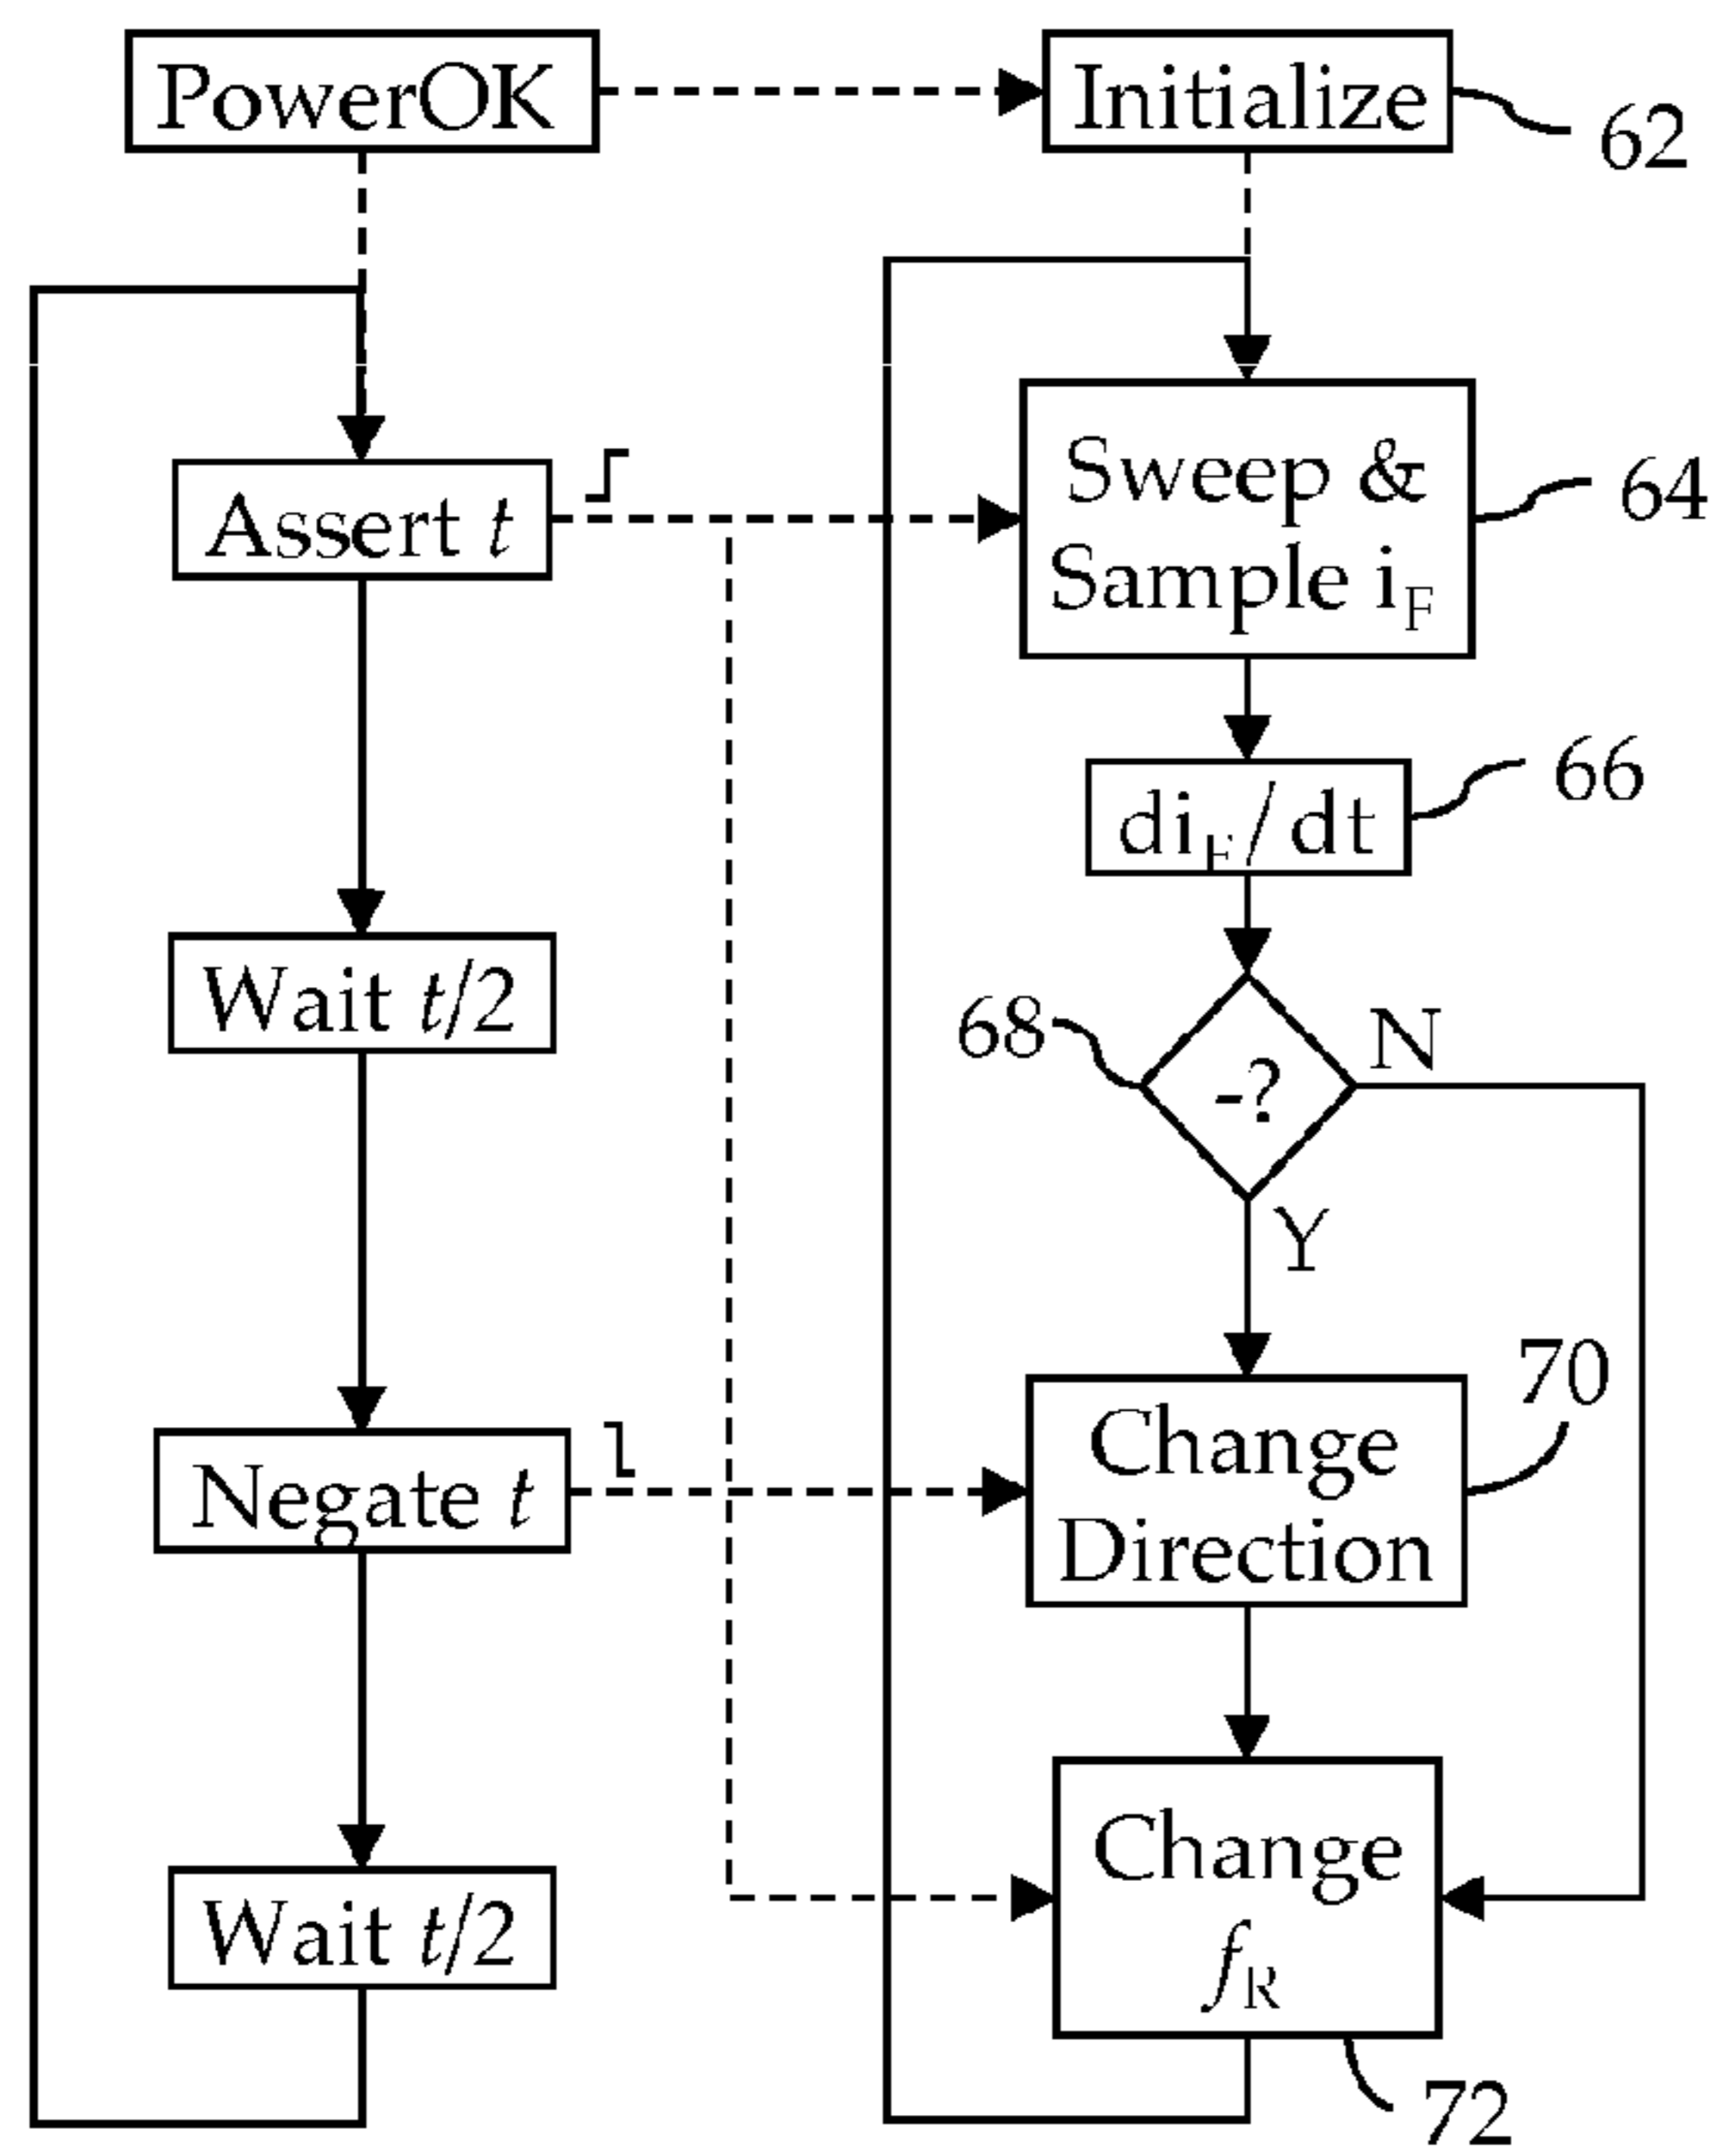 PowerOK
Initialize
62
Assert t
Sweep &
Sample iF
64
diF/dt
66
Wait t/2
68
-?
N
Y
Negate t
Change
Direction
70
Wait t/2
Change
fR
72